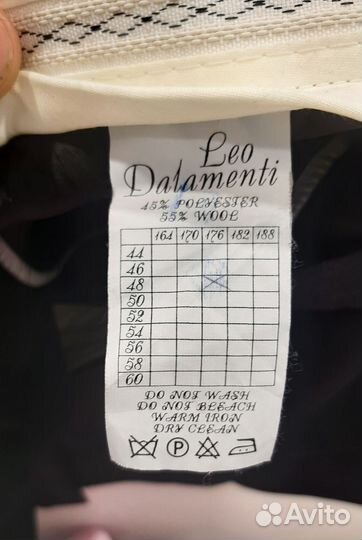 Leo
Dalamenti
45% POLYESTER
55% WOOL
164 170 176 182 188
44
46
48
50
52
54
56
58
60
DO NOT WASH
DO NOT BLEACH
WARM IRON
DRY CLEAN
P
Avito